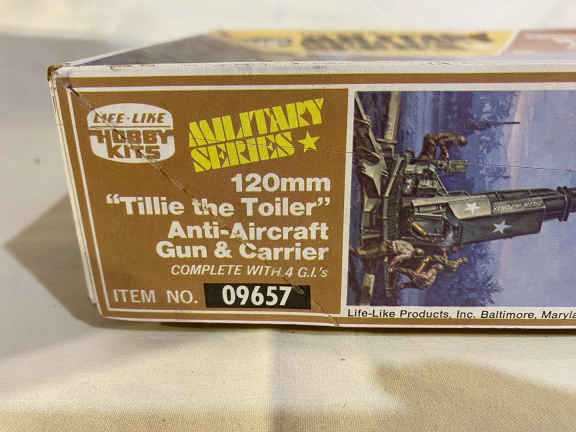 LIFE-LIKE
HOBBY
KITS
MILITARY
SERIES
120mm
"Tillie the Toiler"
Anti-Aircraft
Gun & Carrier
COMPLETE WITH 4 G.I.'s
ITEM NO. 09657
Life-Like Products, Inc. Baltimore, Maryla